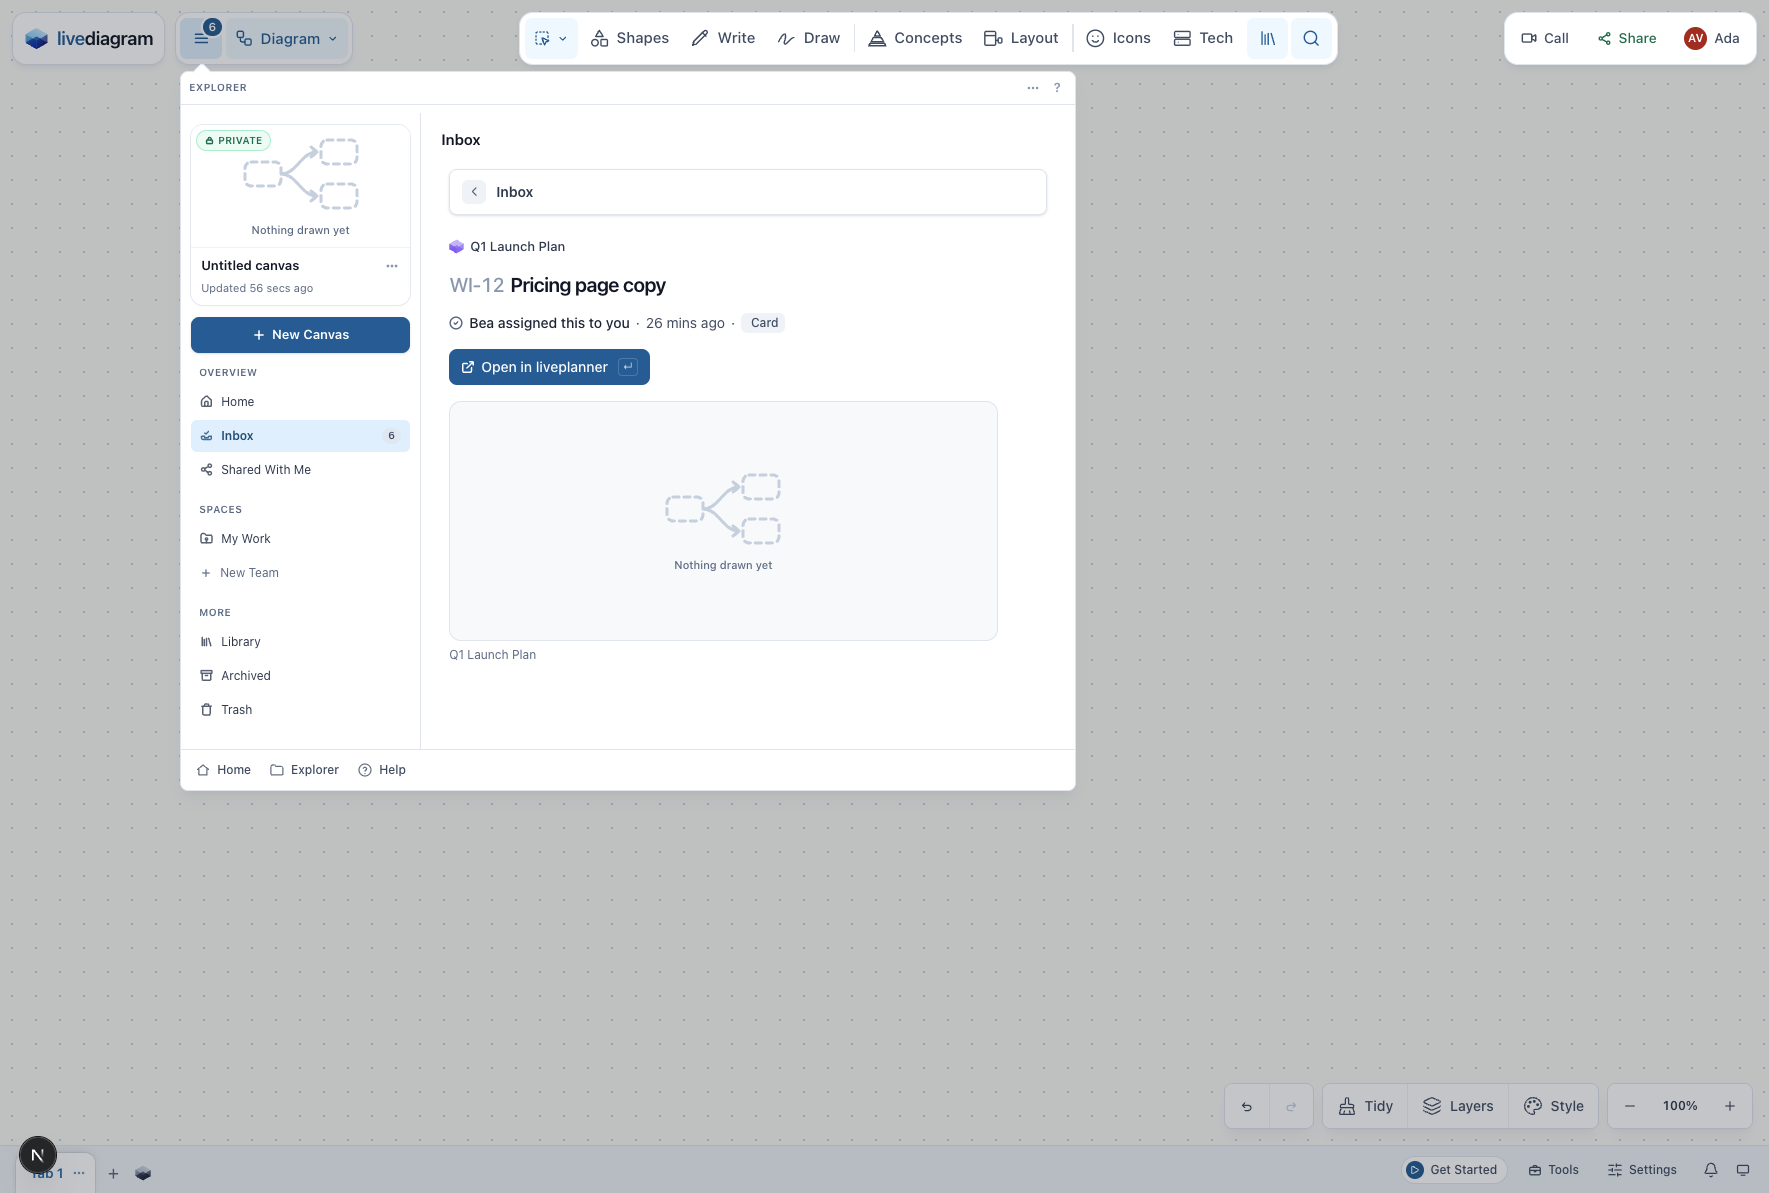 livediagram
6
Diagram
Shapes
Write
Draw
Concepts
Layout
Icons
Tech
Call
Share
AV
Ada
EXPLORER
?
PRIVATE
Nothing drawn yet
Untitled canvas
Updated 56 secs ago
+ New Canvas
OVERVIEW
Home
Inbox 6
Shared With Me
SPACES
My Work
+ New Team
MORE
Library
Archived
Trash
Inbox
Inbox
Q1 Launch Plan
WI-12 Pricing page copy
Bea assigned this to you · 26 mins ago · Card
Open in liveplanner
Nothing drawn yet
Q1 Launch Plan
Home
Explorer
Help
Tidy
Layers
Style
100%
N
Tab 1
Get Started
Tools
Settings